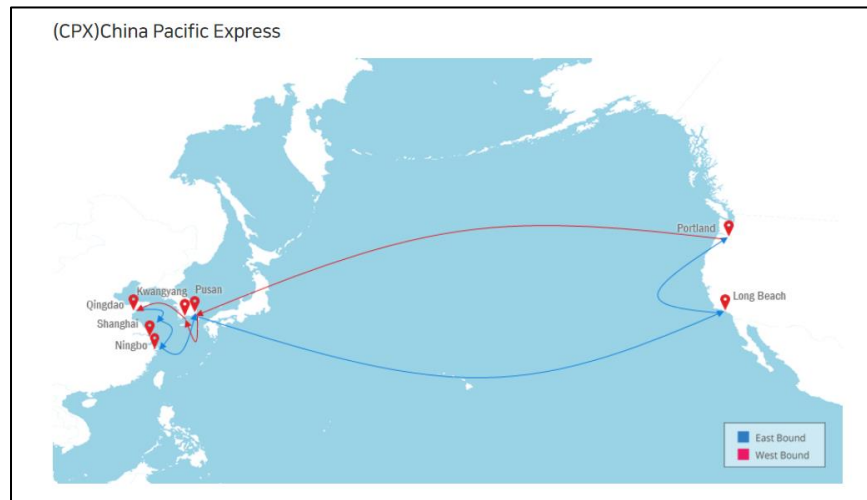 (CPX)China Pacific Express
Portland
Kwangyang
Pusan
Qingdao
Long Beach
Shanghai
Ningbo
East Bound
West Bound